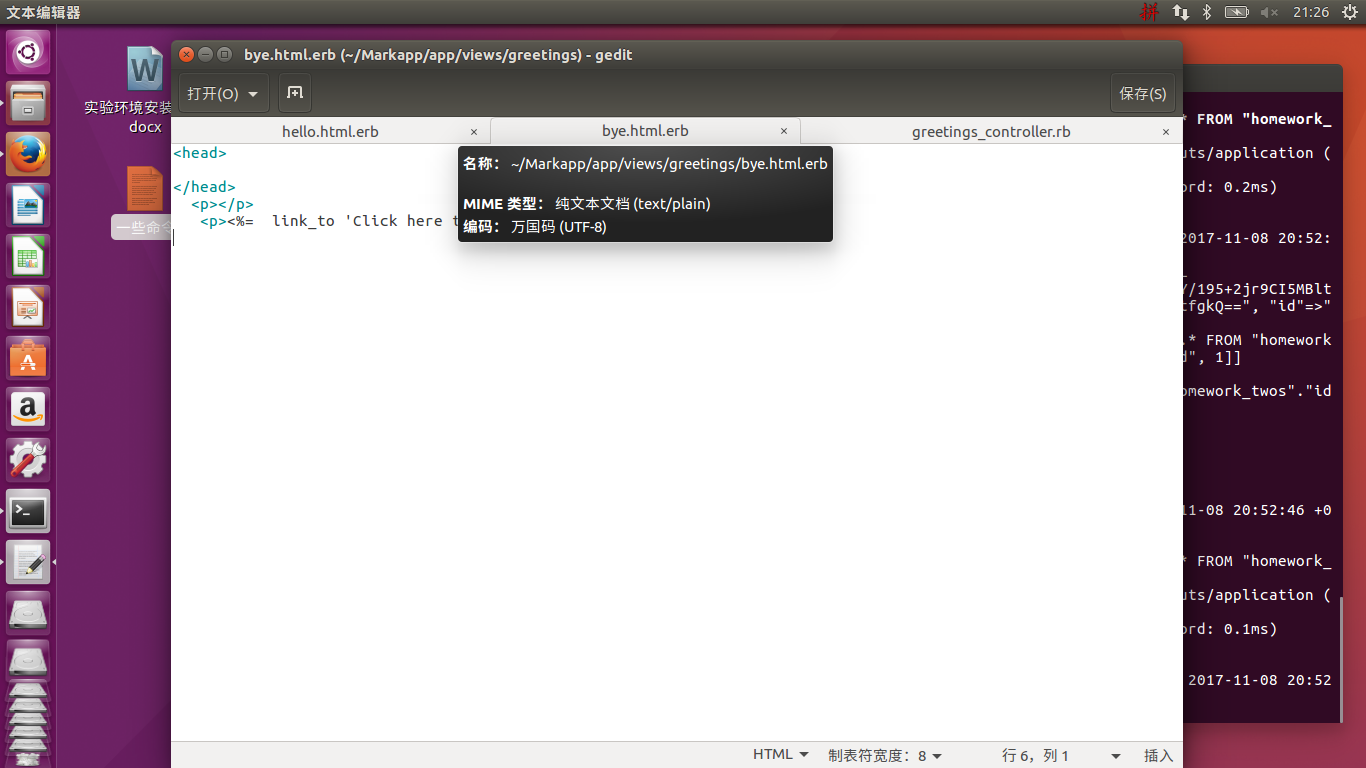 文本编辑器
拼
21:26
W
实验环境安装
docx
一些命令
bye.html.erb (~/Markapp/app/views/greetings) - gedit
打开(O)
保存(S)
hello.html.erb × bye.html.erb × greetings_controller.rb ×
<head>
</head>
<p></p>
<p><%=  link_to 'Click here
名称： ~/Markapp/app/views/greetings/bye.html.erb
MIME 类型： 纯文本文档 (text/plain)
编码： 万国码 (UTF-8)
HTML 制表符宽度：8 行 6，列 1 插入
* FROM "homework_
uts/application (
ord: 0.2ms)
2017-11-08 20:52:
Y/195+2jr9CI5MBlt
cfgkQ==", "id"=>"
.* FROM "homework
d", 1]]
omework_twos"."id
11-08 20:52:46 +0
* FROM "homework_
uts/application (
ord: 0.1ms)
2017-11-08 20:52